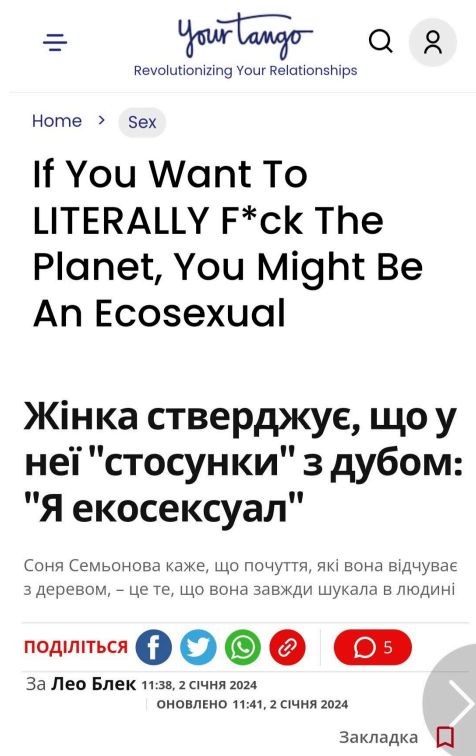 YourTango
Revolutionizing Your Relationships
Home > Sex
If You Want To
LITERALLY F*ck The
Planet, You Might Be
An Ecosexual
Жінка стверджує, що у
неї "стосунки" з дубом:
"Я екосексуал"
Соня Семьонова каже, що почуття, які вона відчуває
з деревом, – це те, що вона завжди шукала в людині
ПОДІЛІТЬСЯ f 5
За Лео Блек 11:38, 2 СІЧНЯ 2024
ОНОВЛЕНО 11:41, 2 СІЧНЯ 2024
Закладка